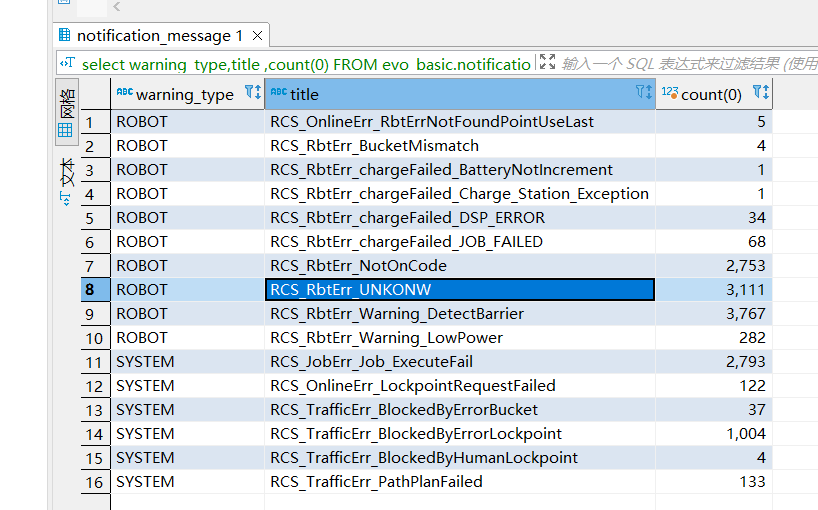 notification_message 1
select warning_type,title ,count(0) FROM evo_basic.notificatio 输入一个 SQL 表达式来过滤结果 (使用
网格
文本
warning_type title count(0)
1 ROBOT RCS_OnlineErr_RbtErrNotFoundPointUseLast 5
2 ROBOT RCS_RbtErr_BucketMismatch 4
3 ROBOT RCS_RbtErr_chargeFailed_BatteryNotIncrement 1
4 ROBOT RCS_RbtErr_chargeFailed_Charge_Station_Exception 1
5 ROBOT RCS_RbtErr_chargeFailed_DSP_ERROR 34
6 ROBOT RCS_RbtErr_chargeFailed_JOB_FAILED 68
7 ROBOT RCS_RbtErr_NotOnCode 2,753
8 ROBOT RCS_RbtErr_UNKONW 3,111
9 ROBOT RCS_RbtErr_Warning_DetectBarrier 3,767
10 ROBOT RCS_RbtErr_Warning_LowPower 282
11 SYSTEM RCS_JobErr_Job_ExecuteFail 2,793
12 SYSTEM RCS_OnlineErr_LockpointRequestFailed 122
13 SYSTEM RCS_TrafficErr_BlockedByErrorBucket 37
14 SYSTEM RCS_TrafficErr_BlockedByErrorLockpoint 1,004
15 SYSTEM RCS_TrafficErr_BlockedByHumanLockpoint 4
16 SYSTEM RCS_TrafficErr_PathPlanFailed 133